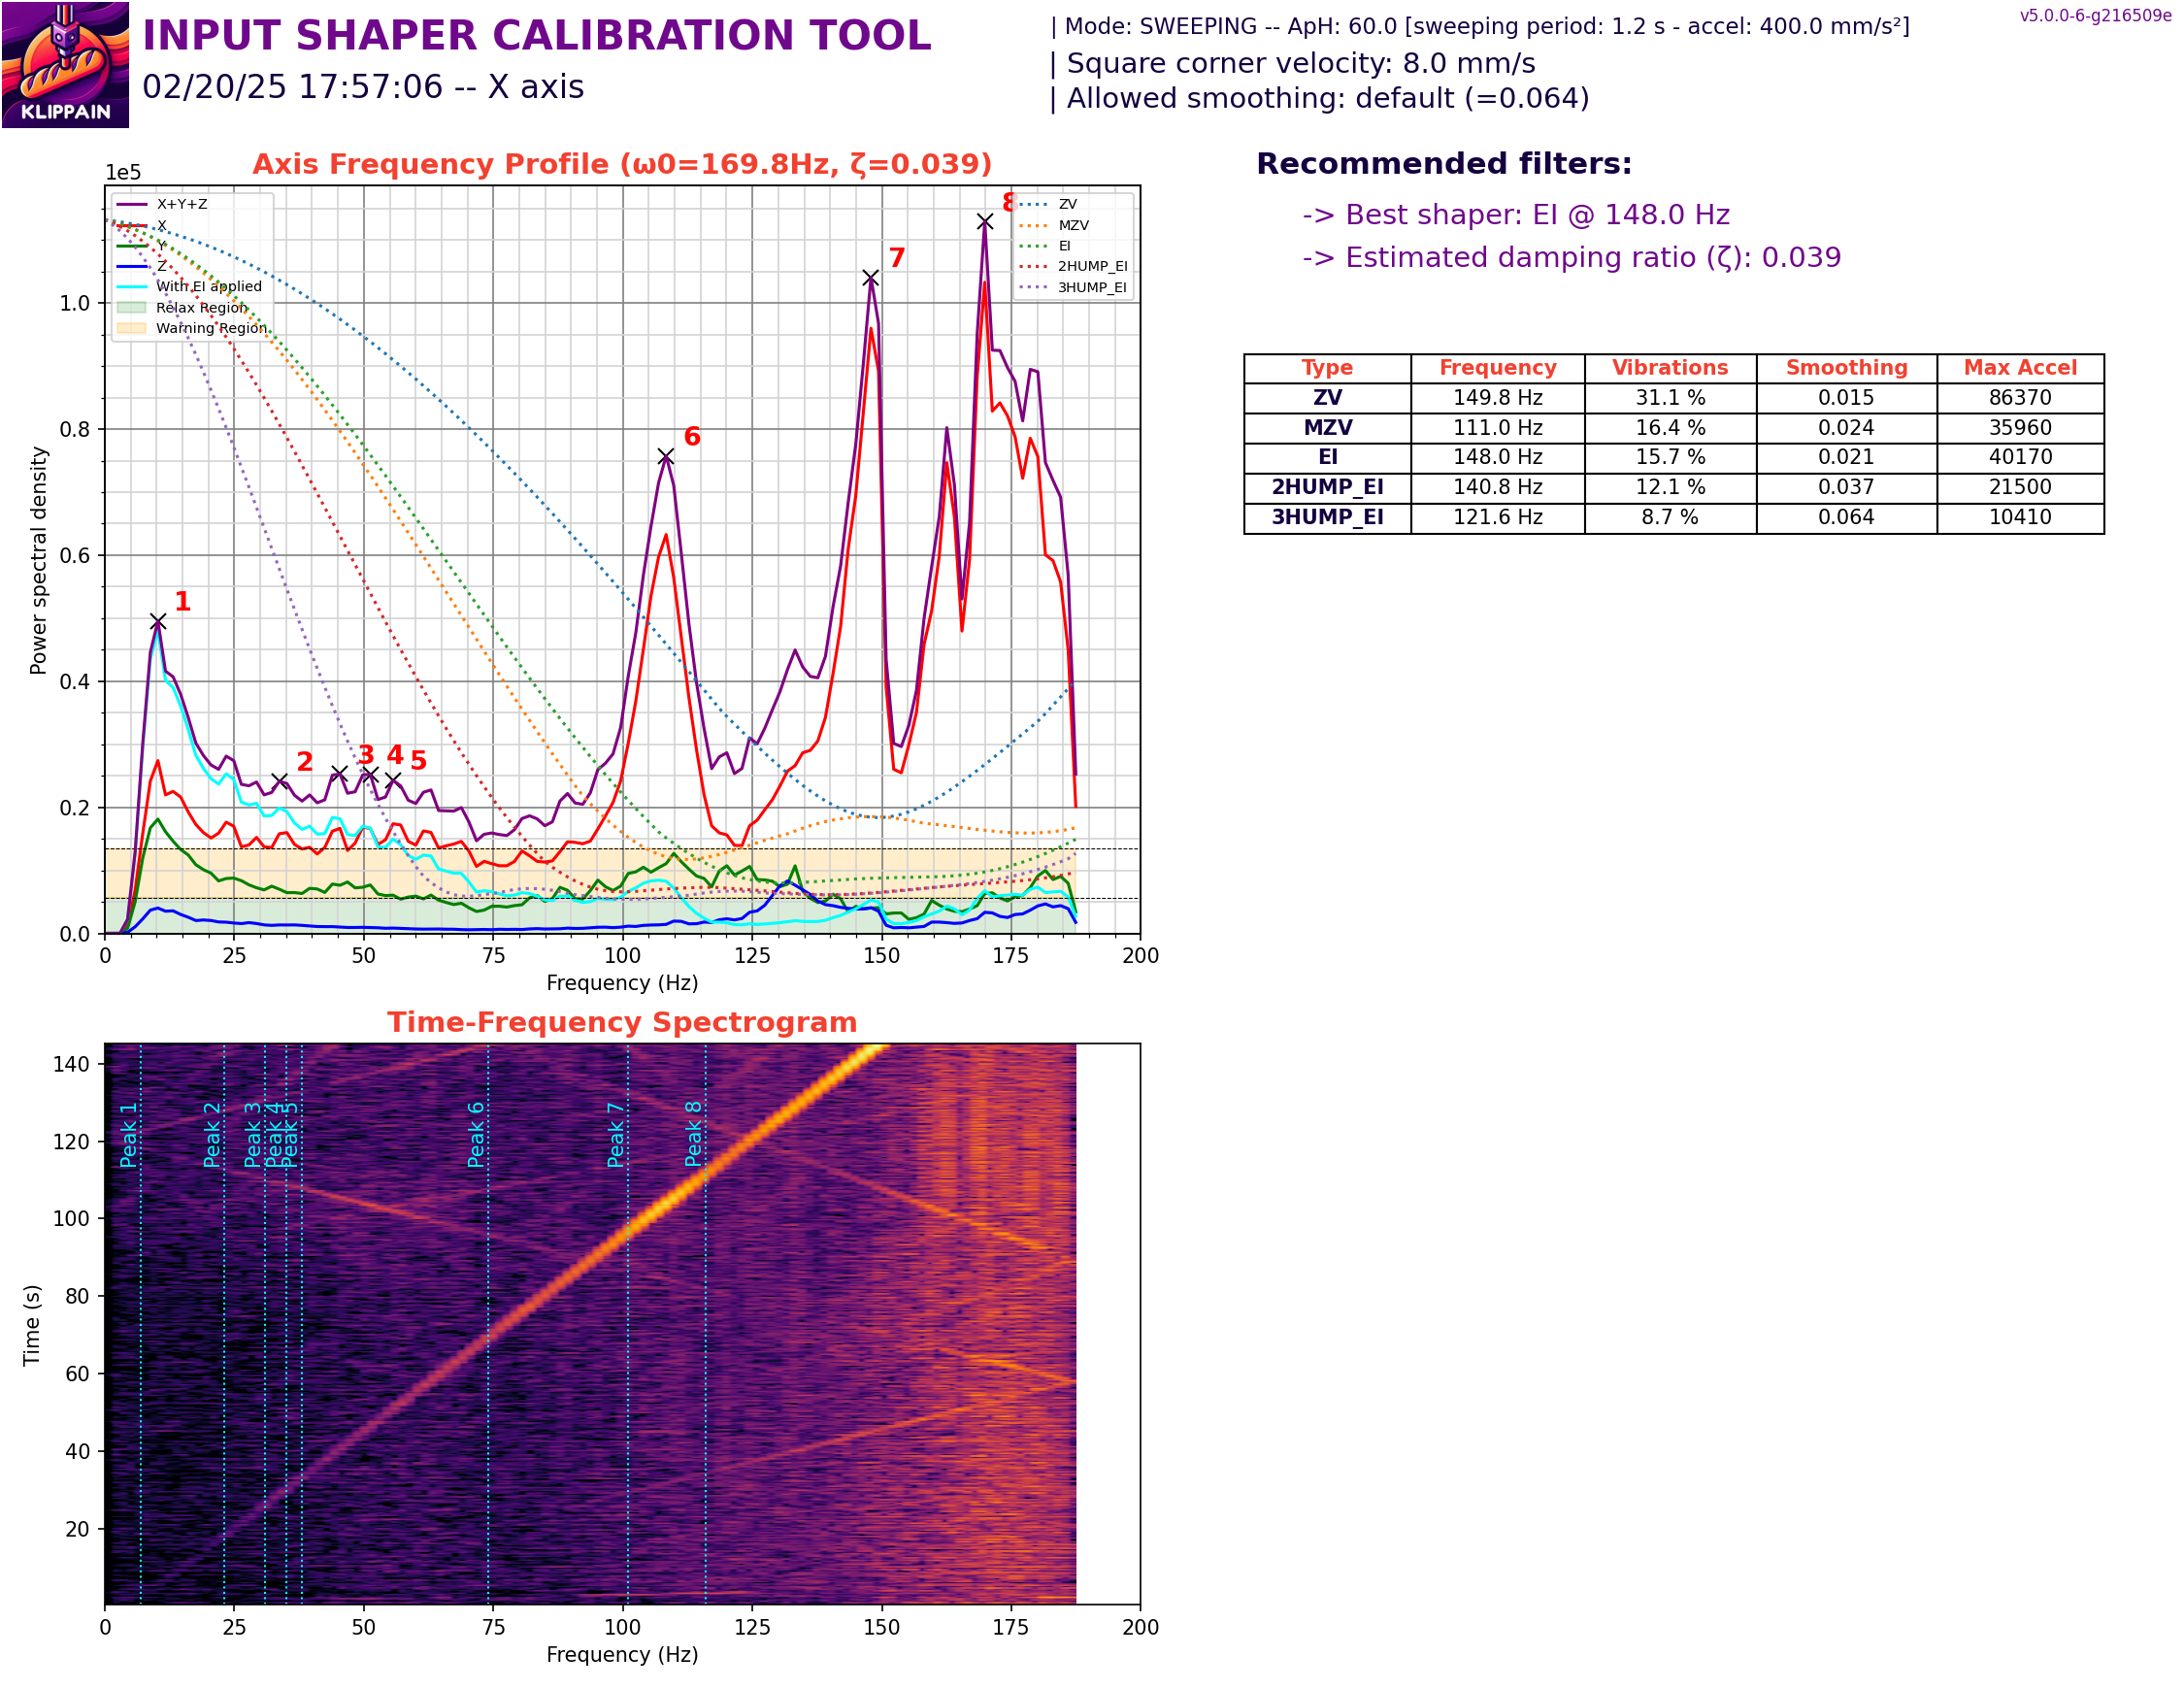 INPUT SHAPER CALIBRATION TOOL
02/20/25 17:57:06 -- X axis
KLIPPAIN
| Mode: SWEEPING -- ApH: 60.0 [sweeping period: 1.2 s - accel: 400.0 mm/s²]
| Square corner velocity: 8.0 mm/s
| Allowed smoothing: default (=0.064)
v5.0.0-6-g216509e
Axis Frequency Profile (ω0=169.8Hz, ζ=0.039)
1e5
X+Y+Z
X
Y
Z
With EI applied
Relax Region
Warning Region
ZV
MZV
EI
2HUMP_EI
3HUMP_EI
1
2
3
4
5
6
7
8
Power spectral density
1.0
0.8
0.6
0.4
0.2
0.0
0 25 50 75 100 125 150 175 200
Frequency (Hz)
Recommended filters:
-> Best shaper: EI @ 148.0 Hz
-> Estimated damping ratio (ζ): 0.039
Type Frequency Vibrations Smoothing Max Accel
ZV 149.8 Hz 31.1 % 0.015 86370
MZV 111.0 Hz 16.4 % 0.024 35960
EI 148.0 Hz 15.7 % 0.021 40170
2HUMP_EI 140.8 Hz 12.1 % 0.037 21500
3HUMP_EI 121.6 Hz 8.7 % 0.064 10410
Time-Frequency Spectrogram
Time (s)
140
120
100
80
60
40
20
Peak 1
Peak 2
Peak 3
Peak 4
Peak 5
Peak 6
Peak 7
Peak 8
0 25 50 75 100 125 150 175 200
Frequency (Hz)